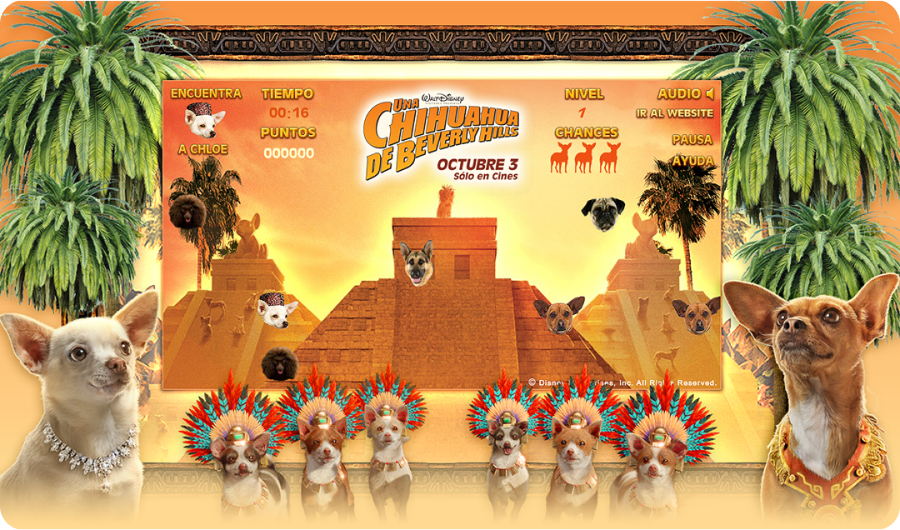 ENCUENTRA
A CHLOE
TIEMPO
00:16
PUNTOS
000000
WALT DISNEY
UNA
CHIHUAHUA
DE BEVERLY HILLS
OCTUBRE 3
Sólo en Cines
NIVEL
1
CHANCES
AUDIO
IR AL WEBSITE
PAUSA
AYUDA
© Disney Inc. All Rights Reserved.